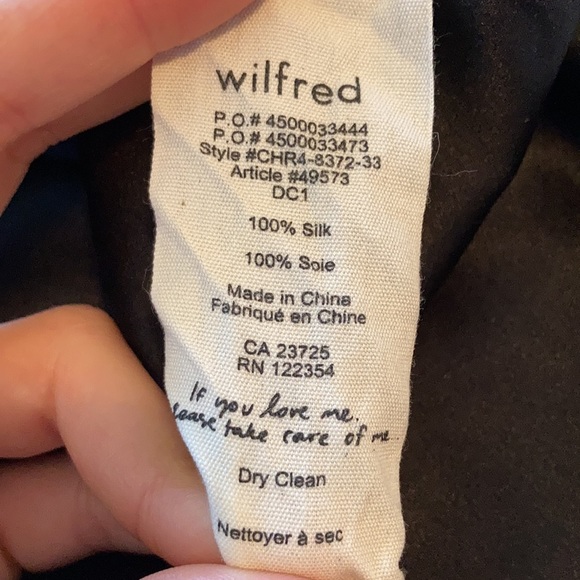 wilfred
P.O.# 4500033444
P.O.# 4500033473
Style #CHR4-8372-33
Article #49573
DC1
100% Silk
100% Soie
Made in China
Fabriqué en Chine
CA 23725
RN 122354
If you love me.
please take care of me.
Dry Clean
Nettoyer à sec